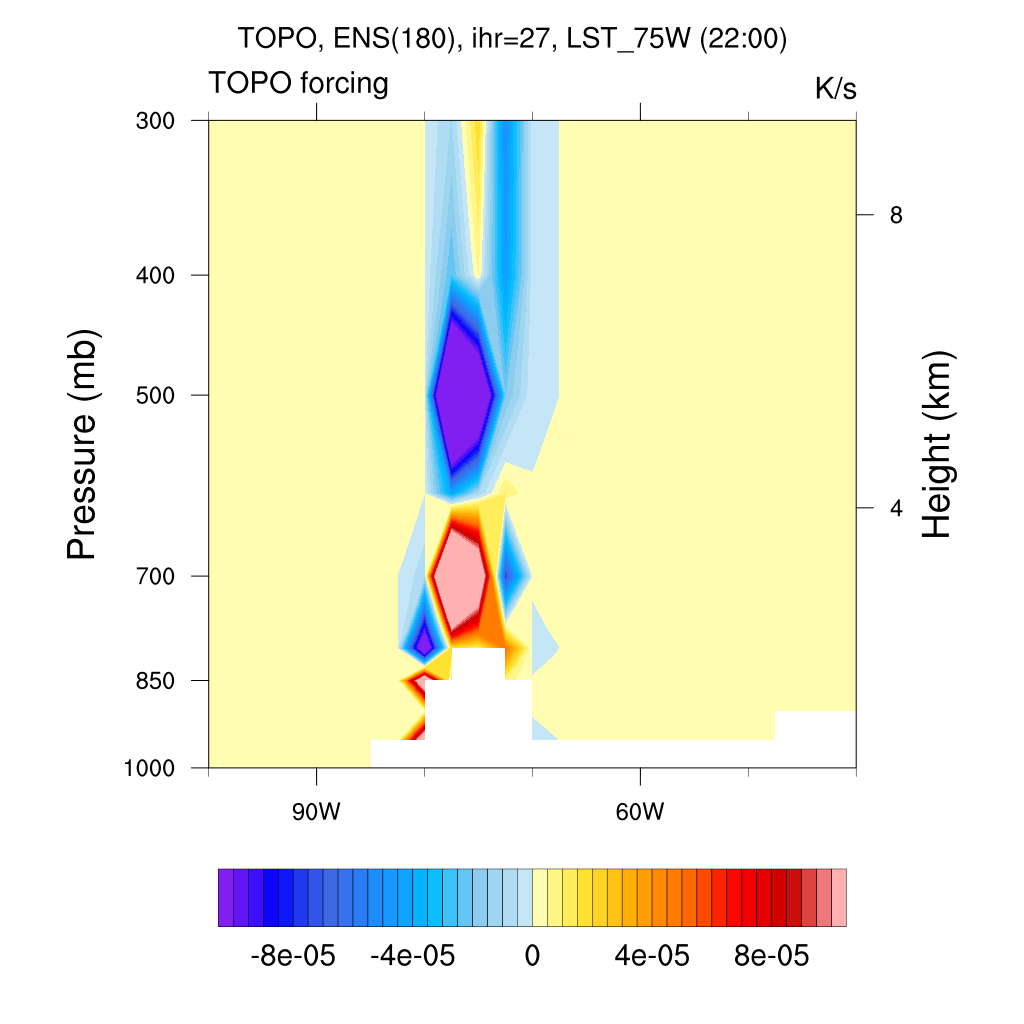 TOPO, ENS(180), ihr=27, LST_75W (22:00)
TOPO forcing
K/s
300
400
500
700
850
1000
Pressure (mb)
8
4
Height (km)
90W
60W
-8e-05
-4e-05
0
4e-05
8e-05